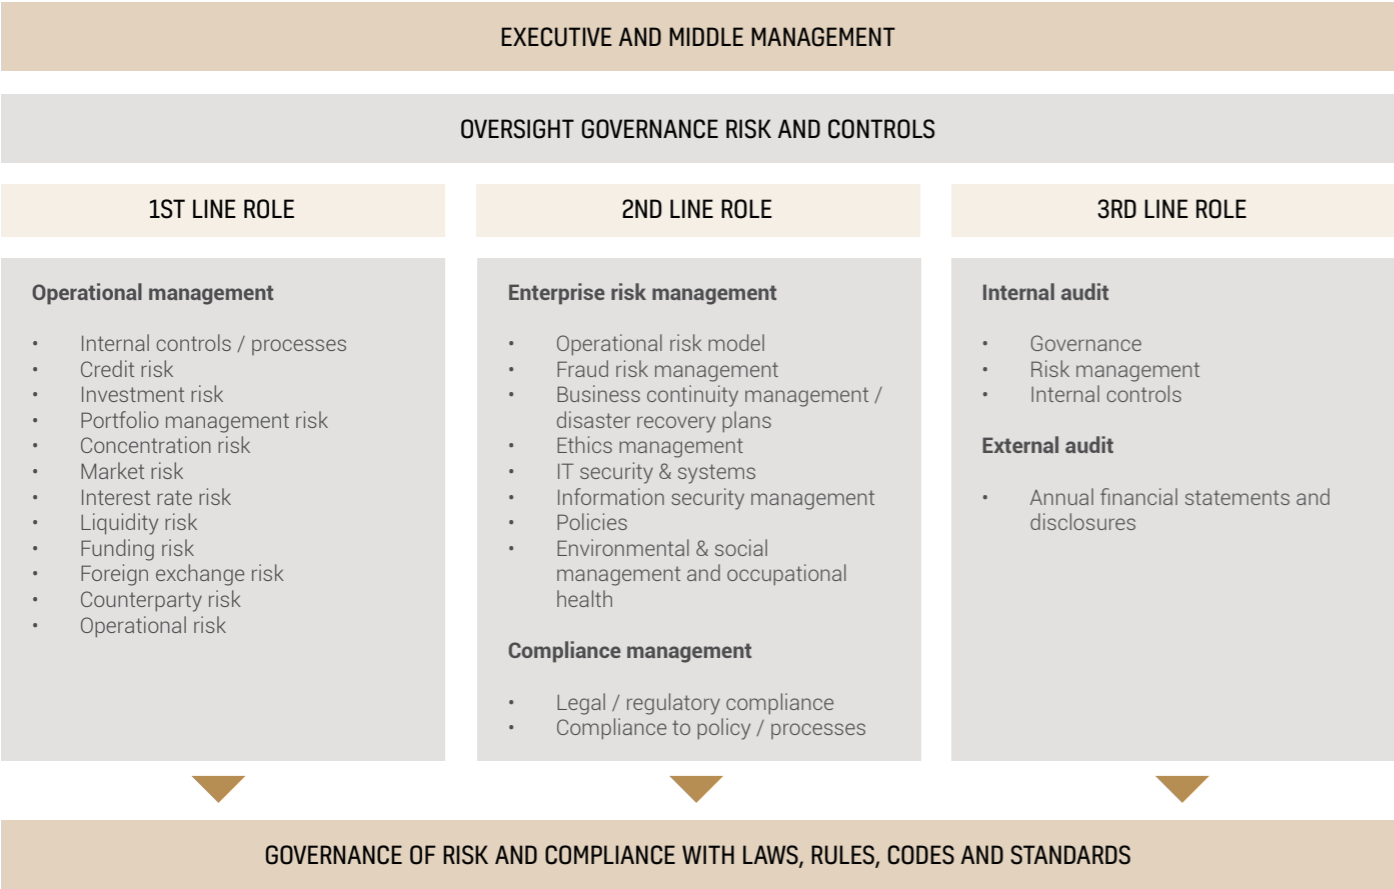 EXECUTIVE AND MIDDLE MANAGEMENT
OVERSIGHT GOVERNANCE RISK AND CONTROLS
1ST LINE ROLE
Operational management
• Internal controls / processes
• Credit risk
• Investment risk
• Portfolio management risk
• Concentration risk
• Market risk
• Interest rate risk
• Liquidity risk
• Funding risk
• Foreign exchange risk
• Counterparty risk
• Operational risk
2ND LINE ROLE
Enterprise risk management
• Operational risk model
• Fraud risk management
• Business continuity management /
disaster recovery plans
• Ethics management
• IT security & systems
• Information security management
• Policies
• Environmental & social
management and occupational
health
Compliance management
• Legal / regulatory compliance
• Compliance to policy / processes
3RD LINE ROLE
Internal audit
• Governance
• Risk management
• Internal controls
External audit
• Annual financial statements and
disclosures
GOVERNANCE OF RISK AND COMPLIANCE WITH LAWS, RULES, CODES AND STANDARDS